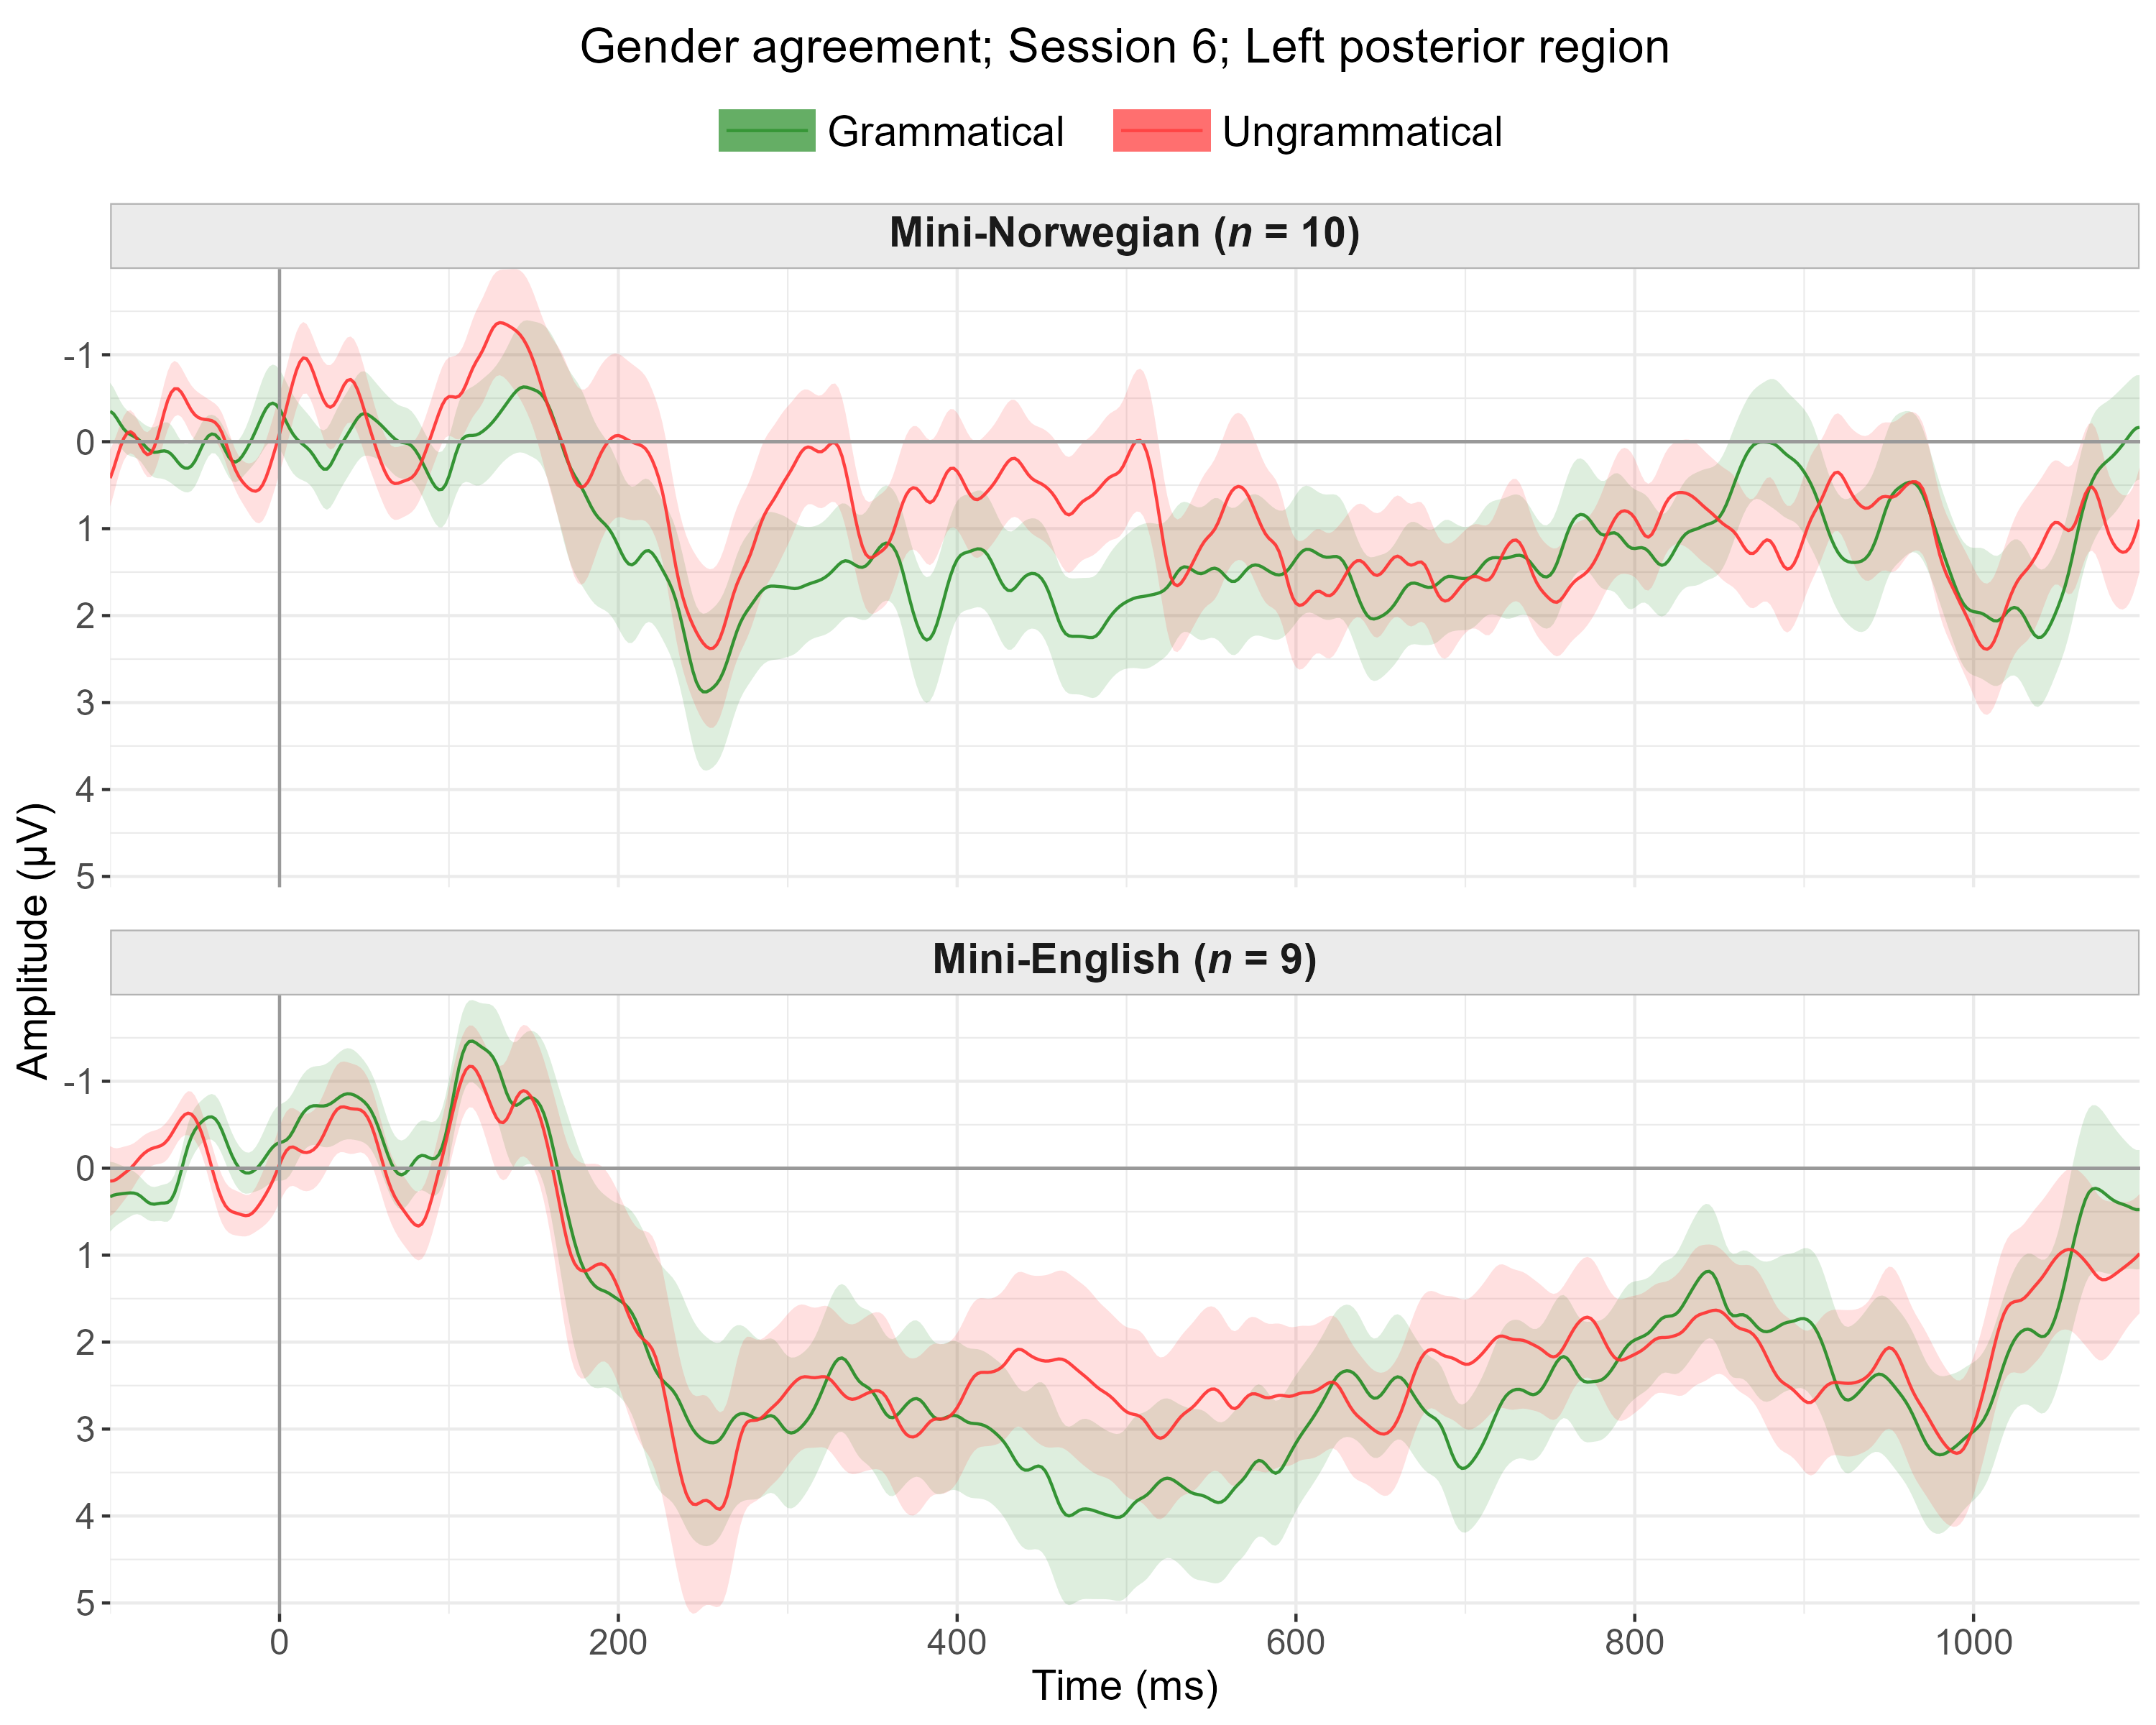 Gender agreement; Session 6; Left posterior region
Grammatical Ungrammatical
Mini-Norwegian (n = 10)
-1
0
1
2
3
4
5
Amplitude (µV)
Mini-English (n = 9)
-1
0
1
2
3
4
5
0 200 400 600 800 1000
Time (ms)